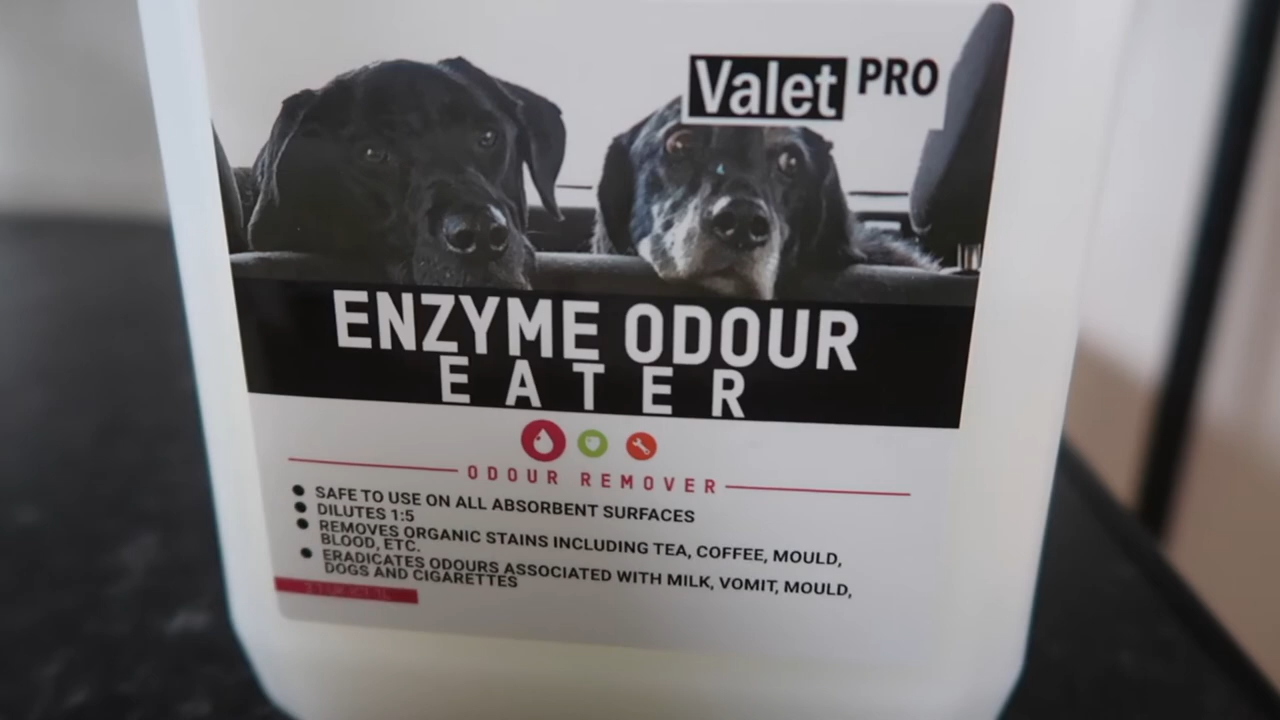 Valet PRO
ENZYME ODOUR
EATER
ODOUR REMOVER
SAFE TO USE ON ALL ABSORBENT SURFACES
DILUTES 1:5
REMOVES ORGANIC STAINS INCLUDING TEA, COFFEE, MOULD,
BLOOD, ETC.
ERADICATES ODOURS ASSOCIATED WITH MILK, VOMIT, MOULD,
DOGS AND CIGARETTES